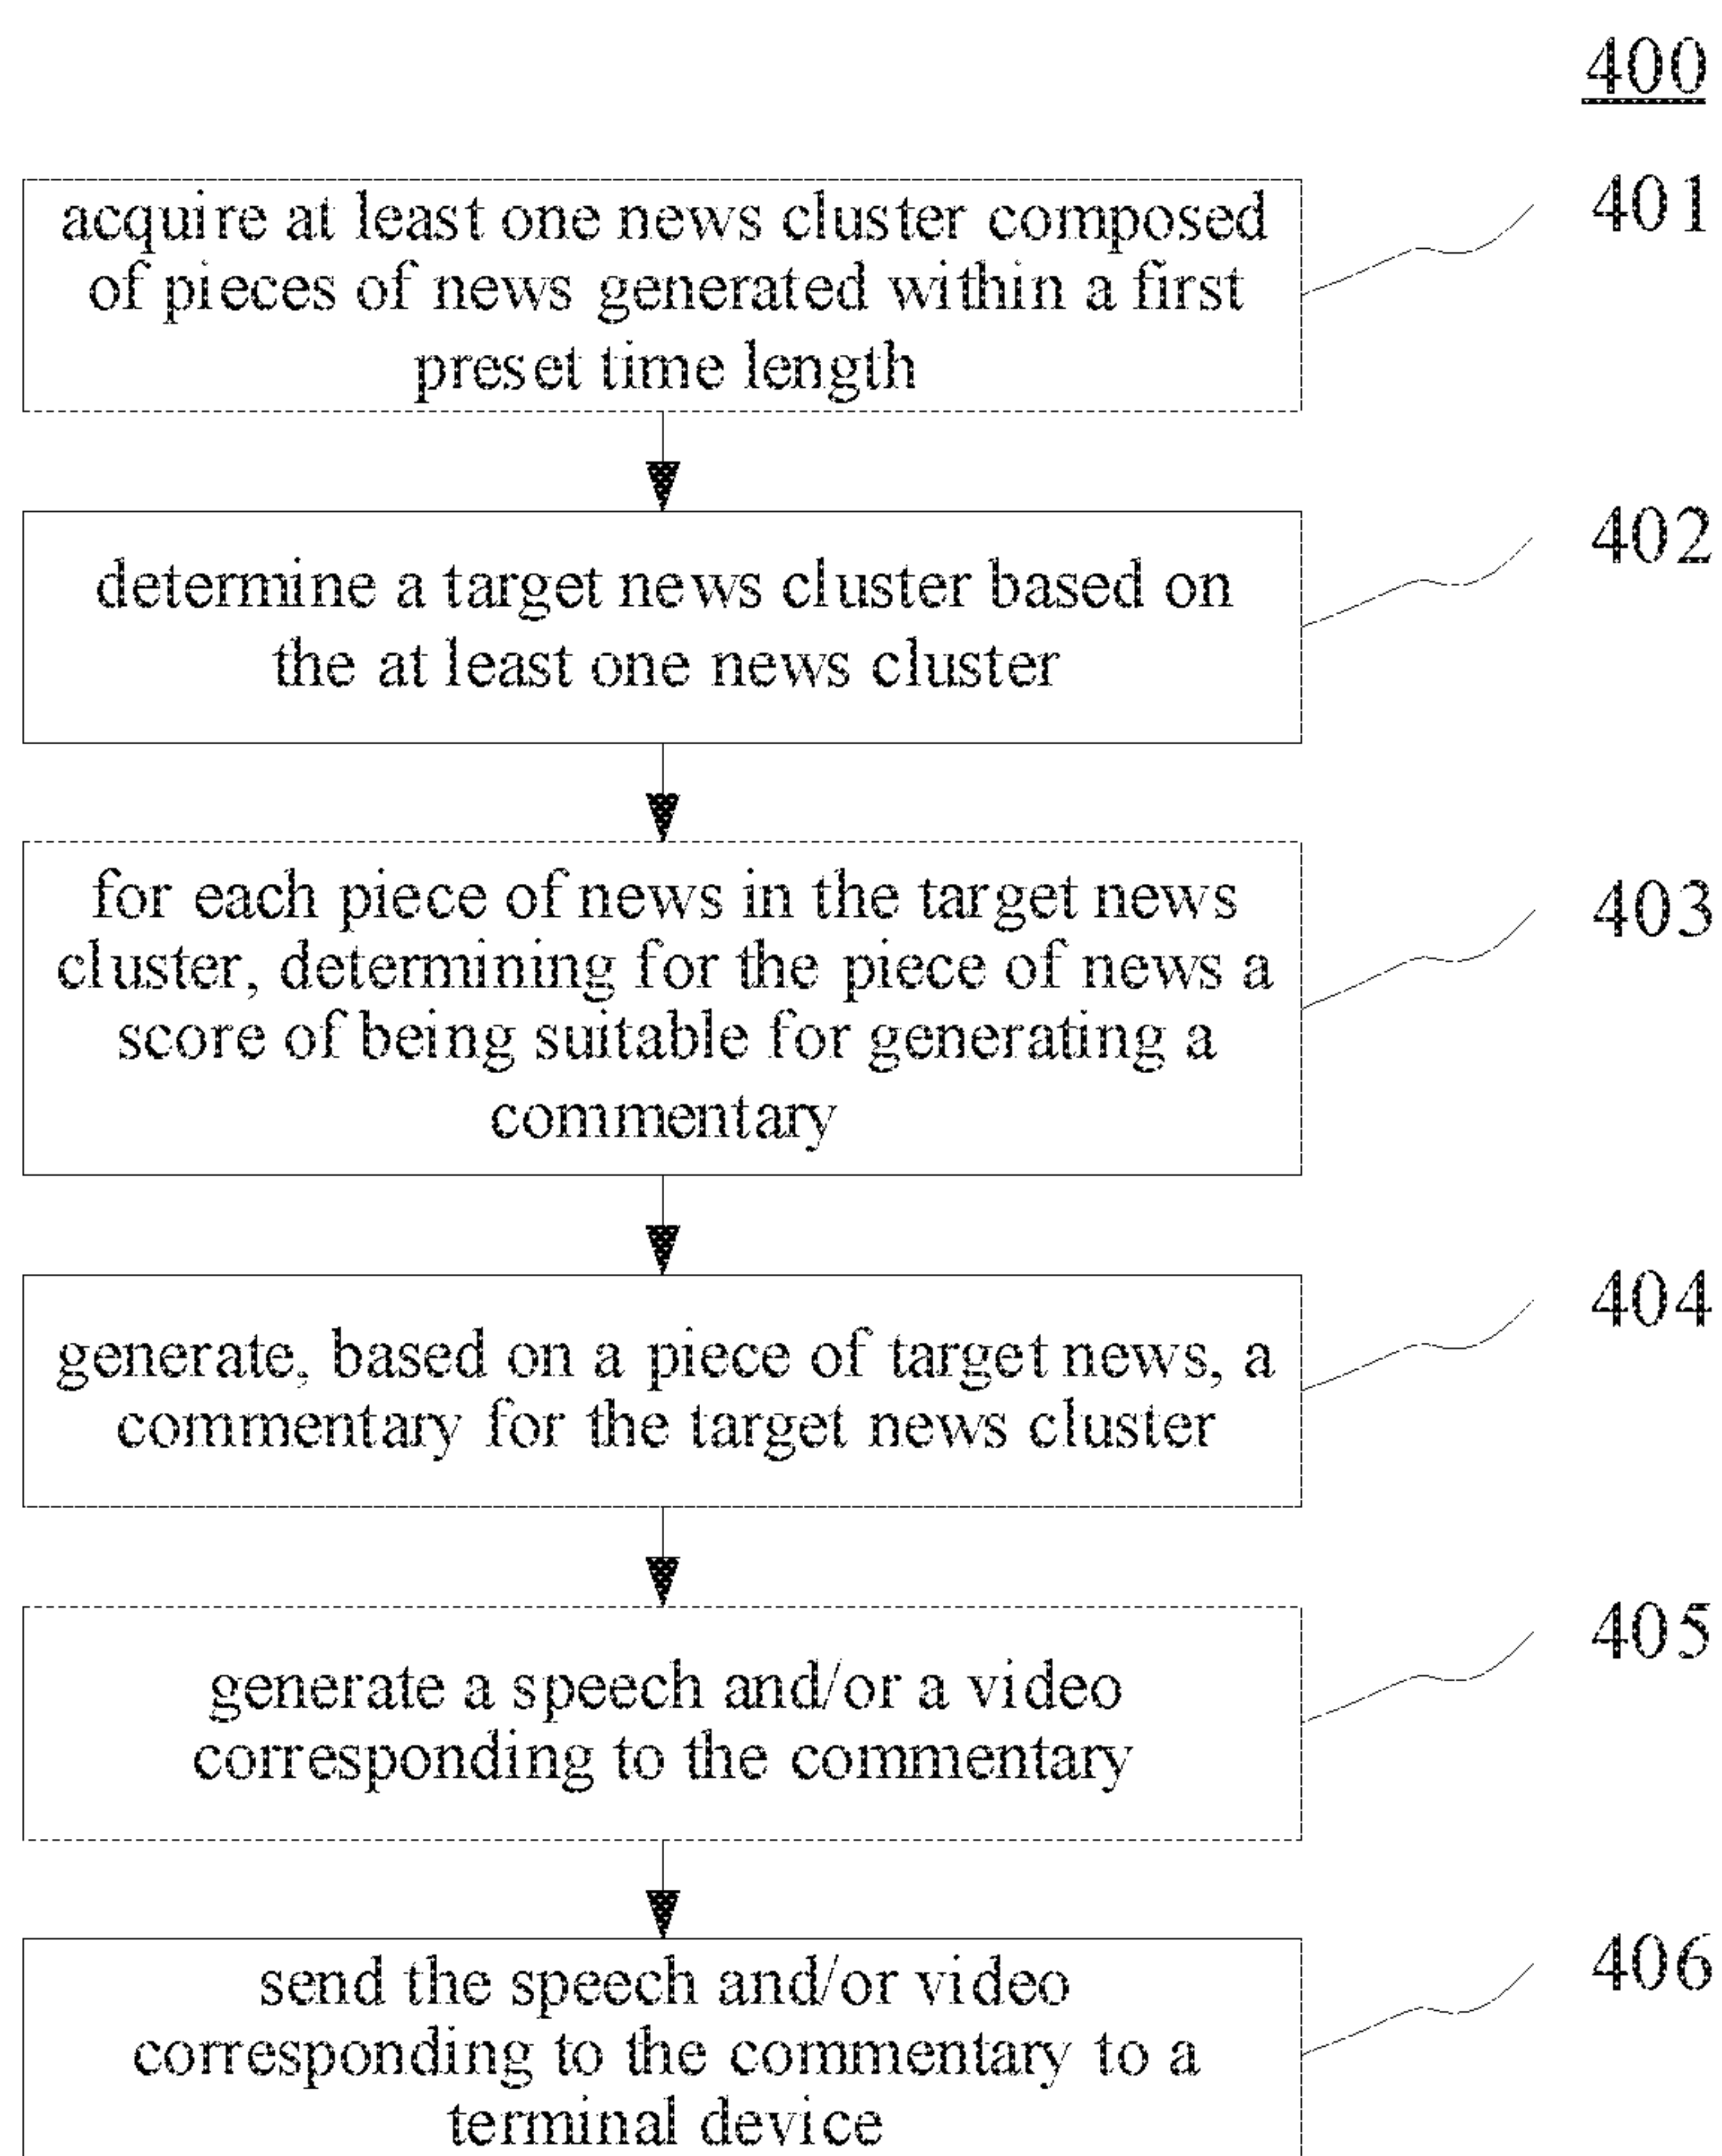 400
acquire at least one news cluster composed
of pieces of news generated within a first
preset time length
401
determine a target news cluster based on
the at least one news cluster
402
for each piece of news in the target news
cluster, determining for the piece of news a
score of being suitable for generating a
commentary
403
generate, based on a piece of target news, a
commentary for the target news cluster
404
generate a speech and/or a video
corresponding to the commentary
405
send the speech and/or video
corresponding to the commentary to a
terminal device
406